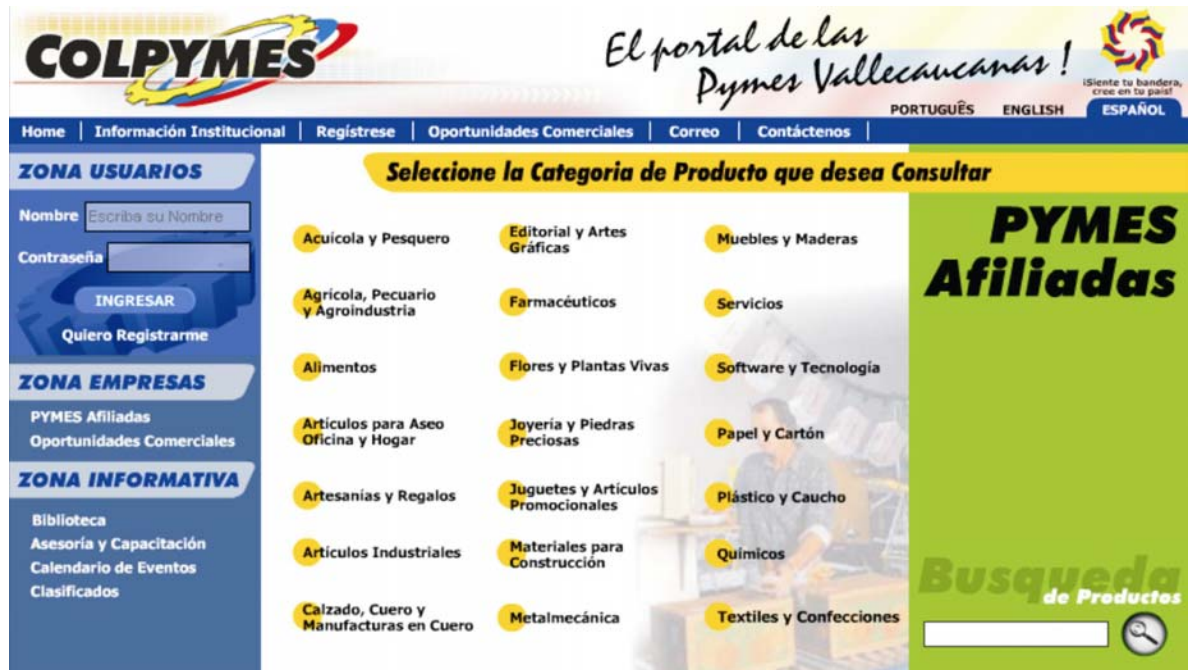 COLPYMES
El portal de las
Pymes Vallecaucanas !
¡Siente tu bandera,
cree en tu país!
PORTUGUÊS ENGLISH ESPAÑOL
Home | Información Institucional | Regístrese | Oportunidades Comerciales | Correo | Contáctenos |
ZONA USUARIOS
Nombre Escriba su Nombre
Contraseña
INGRESAR
Quiero Registrarme
ZONA EMPRESAS
PYMES Afiliadas
Oportunidades Comerciales
ZONA INFORMATIVA
Biblioteca
Asesoría y Capacitación
Calendario de Eventos
Clasificados
Seleccione la Categoria de Producto que desea Consultar
Acuícola y Pesquero
Agrícola, Pecuario
y Agroindustria
Alimentos
Artículos para Aseo
Oficina y Hogar
Artesanías y Regalos
Artículos Industriales
Calzado, Cuero y
Manufacturas en Cuero
Editorial y Artes
Gráficas
Farmacéuticos
Flores y Plantas Vivas
Joyería y Piedras
Preciosas
Juguetes y Artículos
Promocionales
Materiales para
Construcción
Metalmecánica
Muebles y Maderas
Servicios
Software y Tecnología
Papel y Cartón
Plástico y Caucho
Químicos
Textiles y Confecciones
PYMES
Afiliadas
Busqueda
de Productos